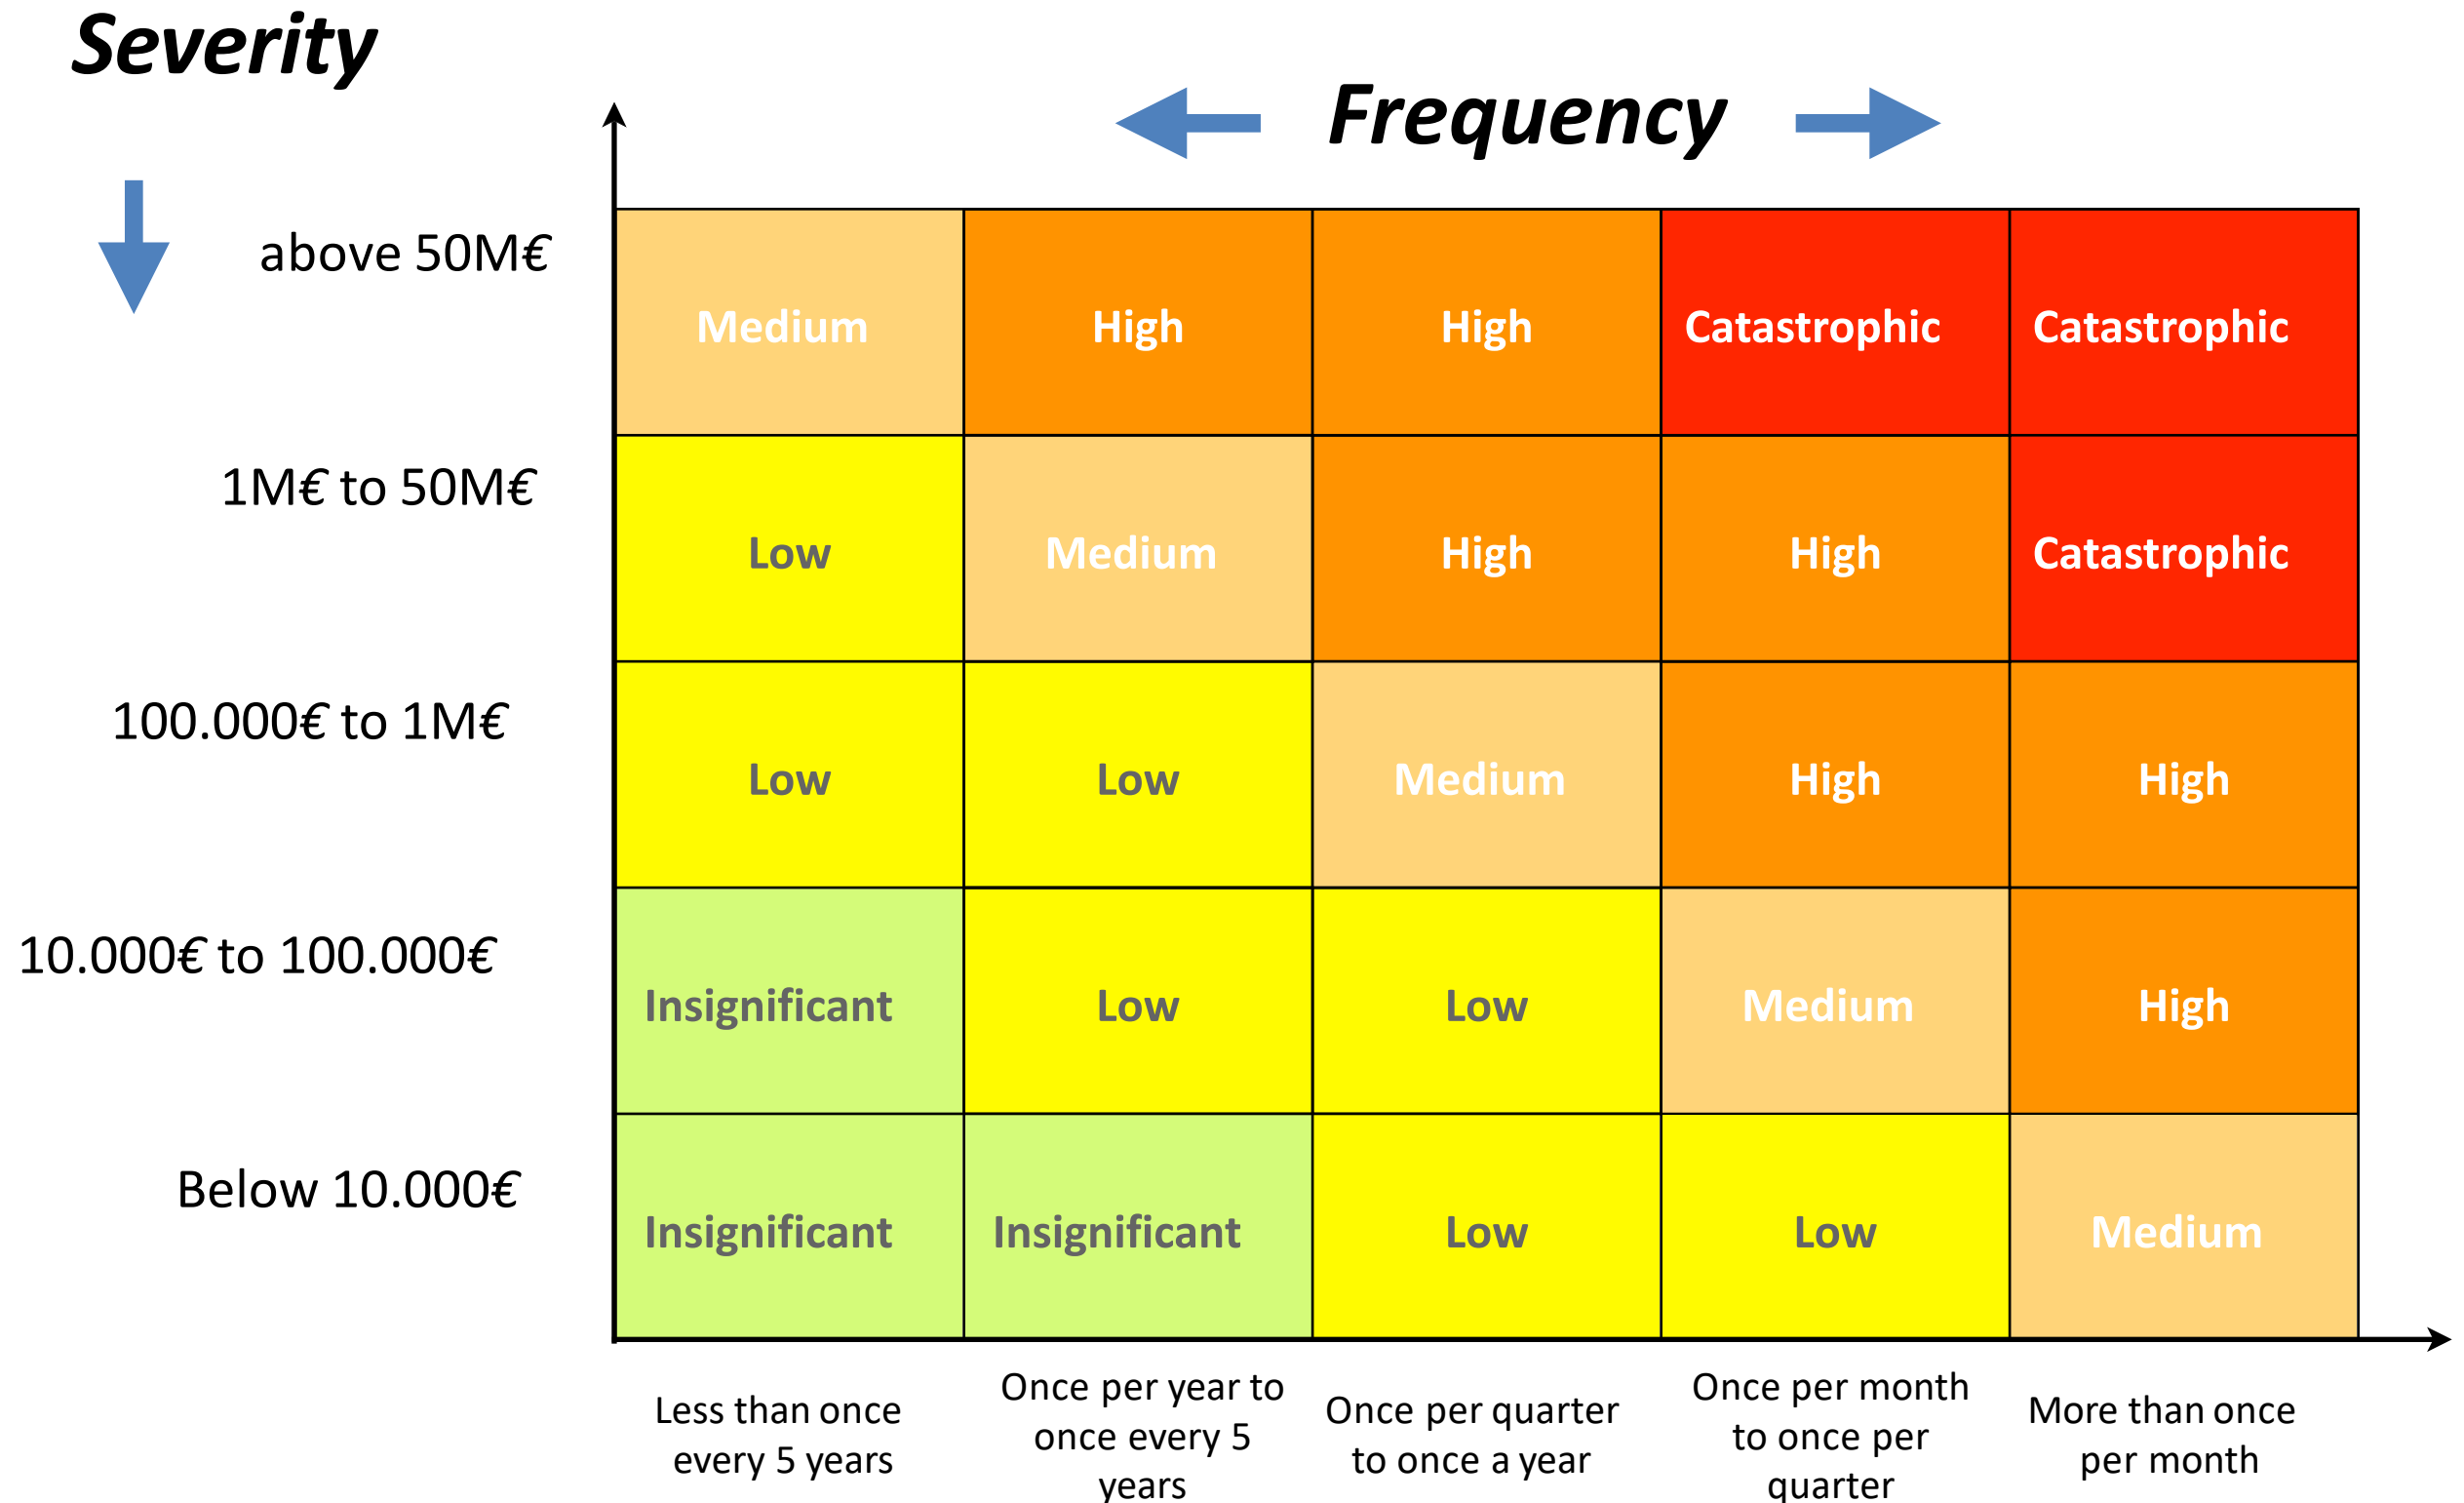 Severity
Frequency
above 50M€
Medium
High
High
Catastrophic
Catastrophic
1M€ to 50M€
Low
Medium
High
High
Catastrophic
100.000€ to 1M€
Low
Low
Medium
High
High
10.000€ to 100.000€
Insignificant
Low
Low
Medium
High
Below 10.000€
Insignificant
Insignificant
Low
Low
Medium
Less than once
every 5 years
Once per year to
once every 5
years
Once per quarter
to once a year
Once per month
to once per
quarter
More than once
per month